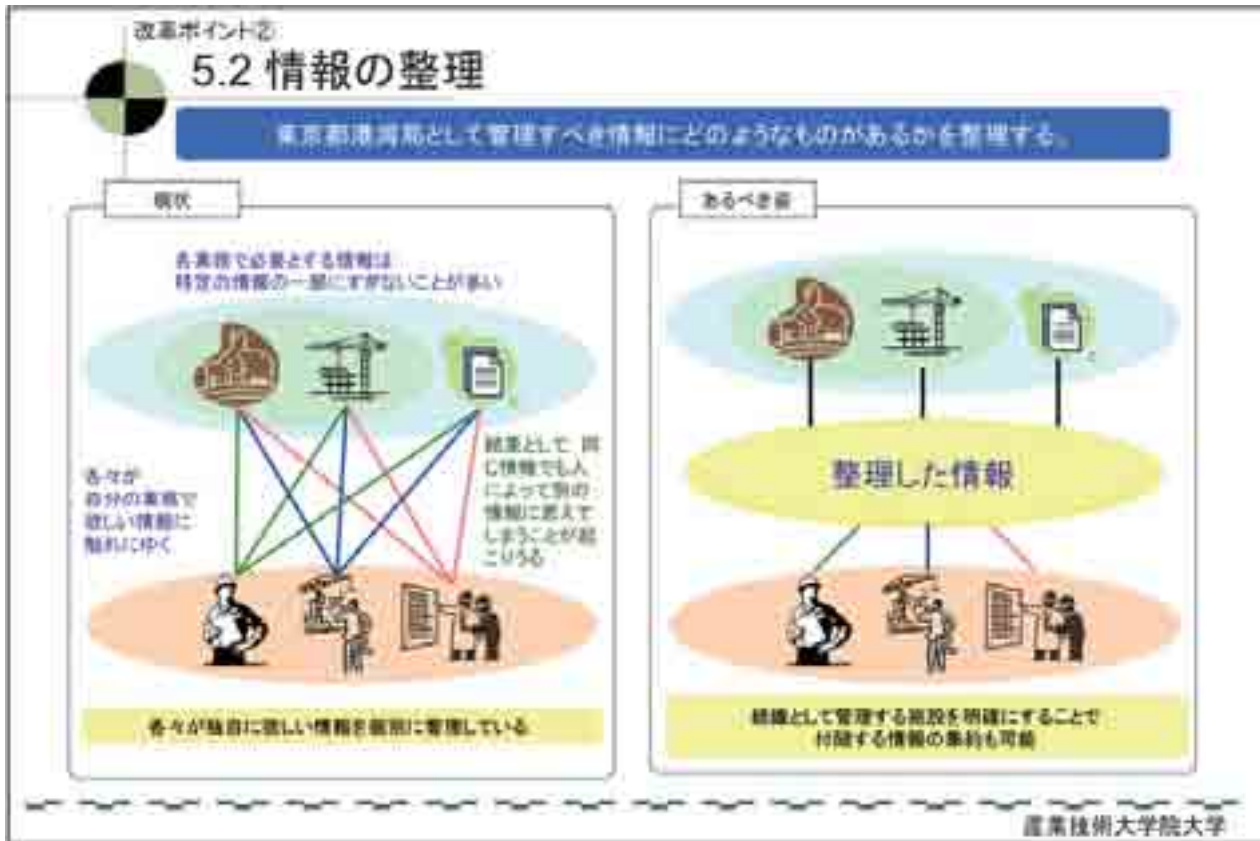 改革ポイント②
5.2 情報の整理
東京都港湾局として管理すべき情報にどのようなものがあるかを整理する。
現状
各業務で必要とする情報は
特定の情報の一部にすぎないことが多い
各々が
自分の業務で
欲しい情報に
触れにゆく
結果として 同
じ情報でも人
によって別の
情報に思えて
しまうことが起
こりうる
各々が独自に欲しい情報を個別に管理している
あるべき姿
整理した情報
組織として管理する施設を明確にすることで
付随する情報の集約も可能
産業技術大学院大学